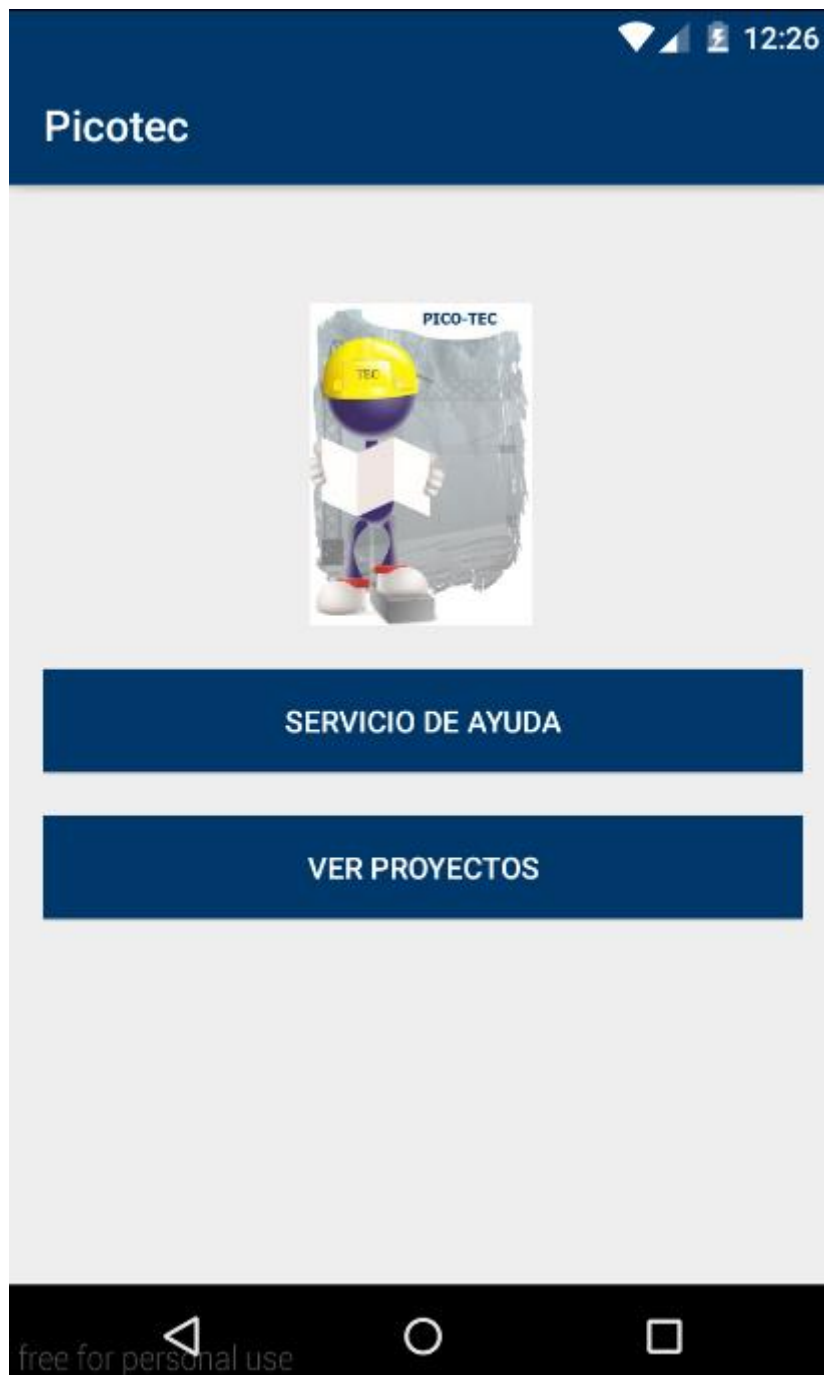 12:26
Picotec
PICO-TEC
TEC
SERVICIO DE AYUDA
VER PROYECTOS
free for personal use